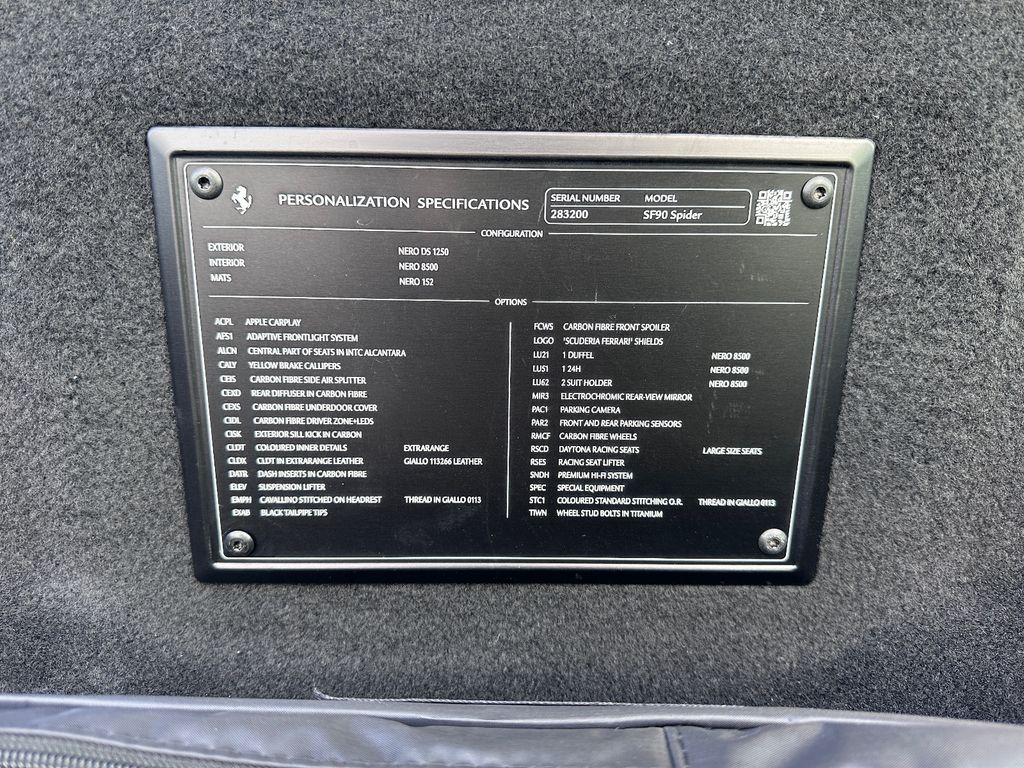 PERSONALIZATION SPECIFICATIONS
SERIAL NUMBER MODEL
283200 SF90 Spider
CONFIGURATION
EXTERIOR NERO DS 1250
INTERIOR NERO 8500
MATS NERO 152
OPTIONS
ACPL APPLE CARPLAY
AFS1 ADAPTIVE FRONTLIGHT SYSTEM
ALCN CENTRAL PART OF SEATS IN INTC ALCANTARA
CALY YELLOW BRAKE CALLIPERS
CEIS CARBON FIBRE SIDE AIR SPLITTER
CEXD REAR DIFFUSER IN CARBON FIBRE
CEXS CARBON FIBRE UNDERDOOR COVER
CIDL CARBON FIBRE DRIVER ZONE+LEDS
CISK EXTERIOR SILL KICK IN CARBON
CLDT COLOURED INNER DETAILS EXTRARANGE
CLDX CLDT IN EXTRARANGE LEATHER GIALLO 113266 LEATHER
DATR DASH INSERTS IN CARBON FIBRE
ELEV SUSPENSION LIFTER
EMPH CAVALLINO STITCHED ON HEADREST THREAD IN GIALLO 0113
EXAB BLACK TAILPIPE TIPS
FCWS CARBON FIBRE FRONT SPOILER
LOGO 'SCUDERIA FERRARI' SHIELDS
LU21 1 DUFFEL NERO 8500
LU51 1 24H NERO 8500
LU62 2 SUIT HOLDER NERO 8500
MIR3 ELECTROCHROMIC REAR-VIEW MIRROR
PAC1 PARKING CAMERA
PAR2 FRONT AND REAR PARKING SENSORS
RMCF CARBON FIBRE WHEELS
RSCD DAYTONA RACING SEATS LARGE SIZE SEATS
RSES RACING SEAT LIFTER
SNDH PREMIUM HI-FI SYSTEM
SPEC SPECIAL EQUIPMENT
STC1 COLOURED STANDARD STITCHING O.R. THREAD IN GIALLO 0113
TIWN WHEEL STUD BOLTS IN TITANIUM